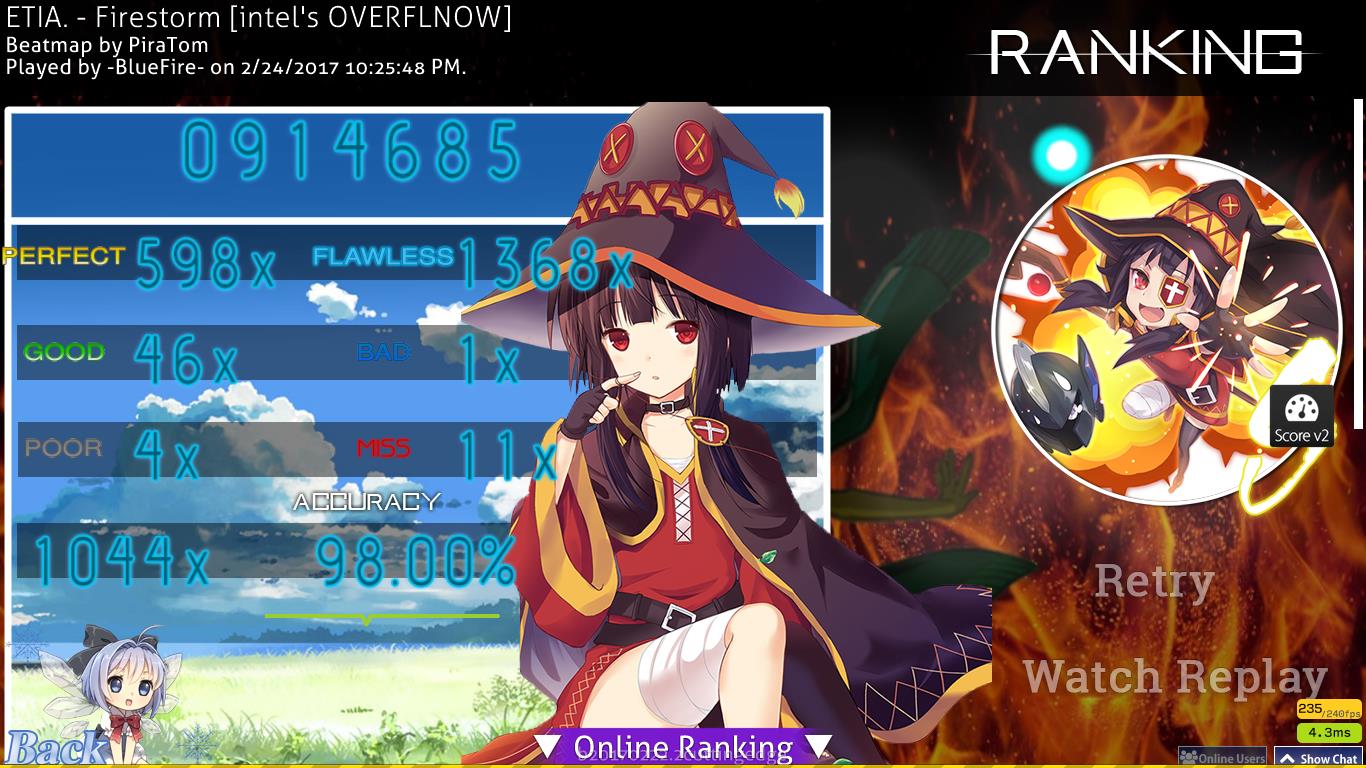 ETIA. - Firestorm [intel's OVERFLNOW]
Beatmap by PiraTom
Played by -BlueFire- on 2/24/2017 10:25:48 PM.
RANKING
0914685
PERFECT 598x FLAWLESS 1368x
GOOD 46x BAD 1x
POOR 4x MISS 11x
ACCURACY
1044x 98.00%
Score v2
Retry
Watch Replay
235/240fps
4.3ms
Back
Online Ranking
Online Users
Show Chat